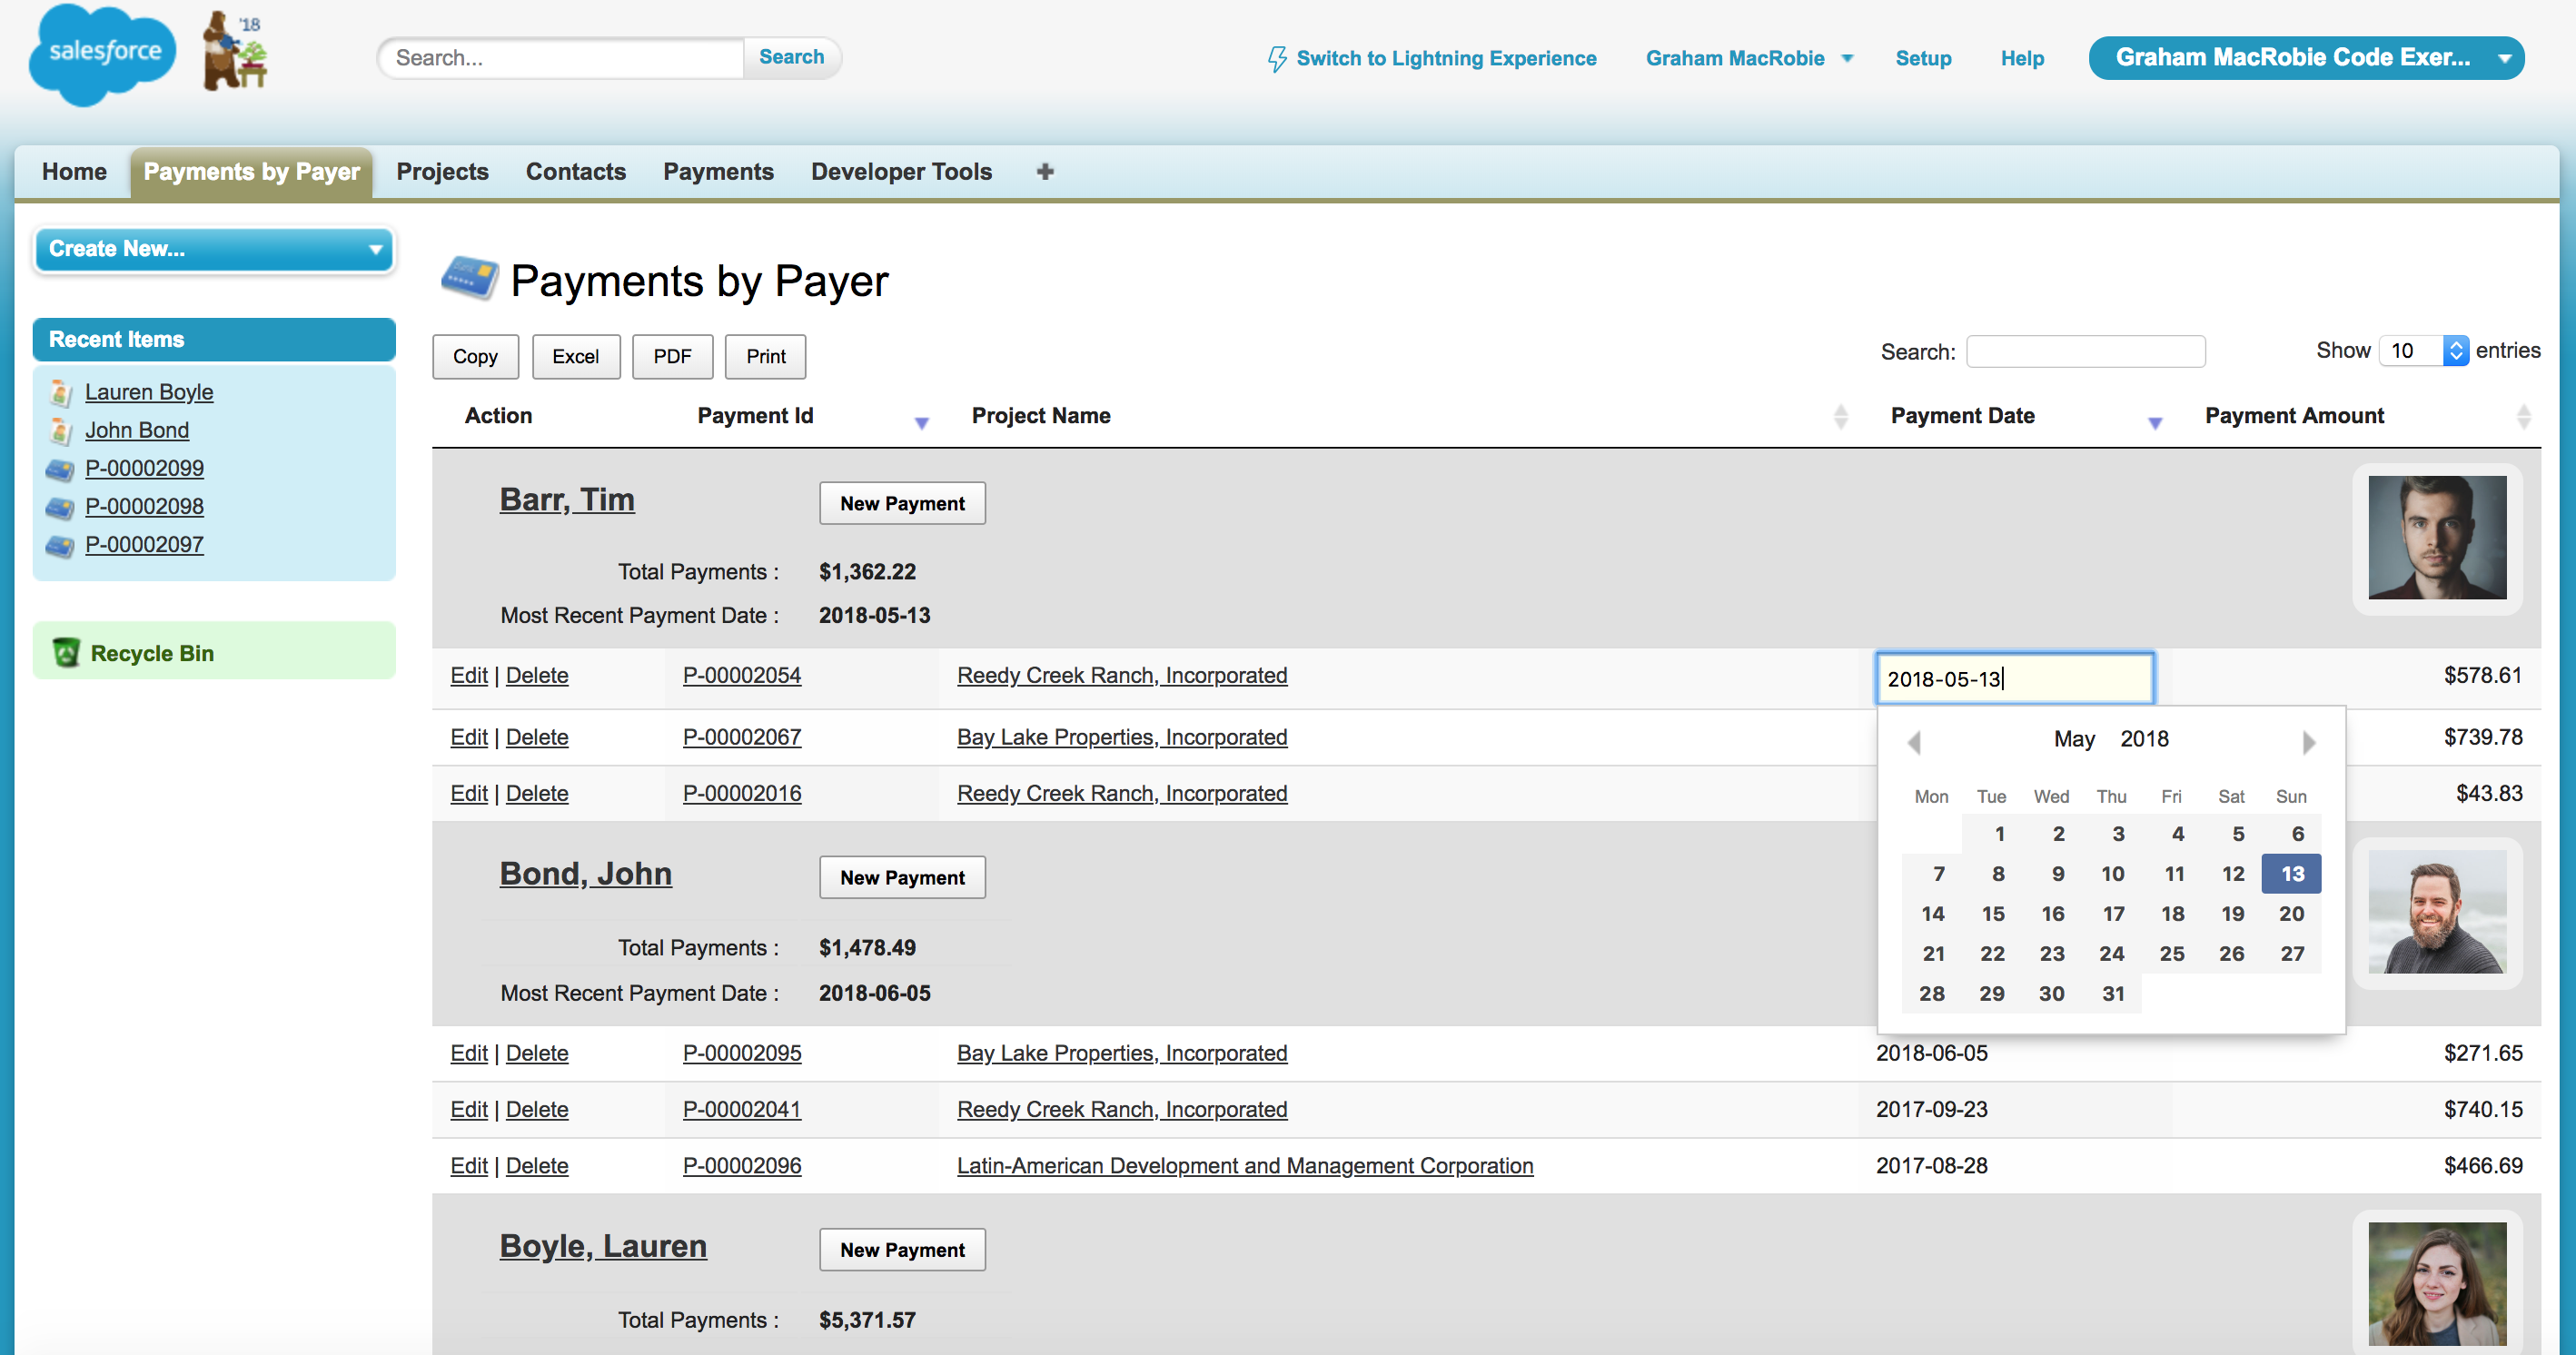 salesforce
'18
Search...
Search
Switch to Lightning Experience
Graham MacRobie
Setup
Help
Graham MacRobie Code Exer...
Home
Payments by Payer
Projects
Contacts
Payments
Developer Tools
Create New...
Recent Items
Lauren Boyle
John Bond
P-00002099
P-00002098
P-00002097
Recycle Bin
Payments by Payer
Copy
Excel
PDF
Print
Search:
Show 10 entries
Action Payment Id Project Name Payment Date Payment Amount
Barr, Tim New Payment
Total Payments : $1,362.22
Most Recent Payment Date : 2018-05-13
Edit | Delete P-00002054 Reedy Creek Ranch, Incorporated 2018-05-13 $578.61
Edit | Delete P-00002067 Bay Lake Properties, Incorporated $739.78
Edit | Delete P-00002016 Reedy Creek Ranch, Incorporated $43.83
May 2018
Mon Tue Wed Thu Fri Sat Sun
1 2 3 4 5 6
7 8 9 10 11 12 13
14 15 16 17 18 19 20
21 22 23 24 25 26 27
28 29 30 31
Bond, John New Payment
Total Payments : $1,478.49
Most Recent Payment Date : 2018-06-05
Edit | Delete P-00002095 Bay Lake Properties, Incorporated 2018-06-05 $271.65
Edit | Delete P-00002041 Reedy Creek Ranch, Incorporated 2017-09-23 $740.15
Edit | Delete P-00002096 Latin-American Development and Management Corporation 2017-08-28 $466.69
Boyle, Lauren New Payment
Total Payments : $5,371.57